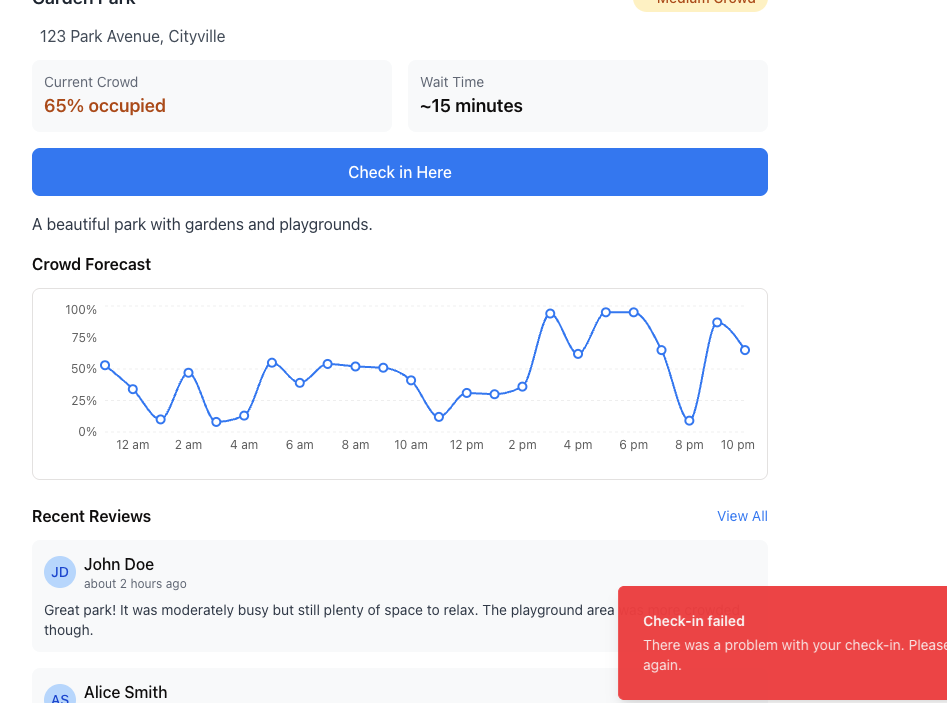 Garden Park
Medium Crowd
123 Park Avenue, Cityville
Current Crowd
65% occupied
Wait Time
~15 minutes
Check in Here
A beautiful park with gardens and playgrounds.
Crowd Forecast
100%
75%
50%
25%
0%
12 am 2 am 4 am 6 am 8 am 10 am 12 pm 2 pm 4 pm 6 pm 8 pm 10 pm
Recent Reviews
View All
JD
John Doe
about 2 hours ago
Great park! It was moderately busy but still plenty of space to relax. The playground area
though.
Check-in failed
There was a problem with your check-in. Please
again.
AS
Alice Smith